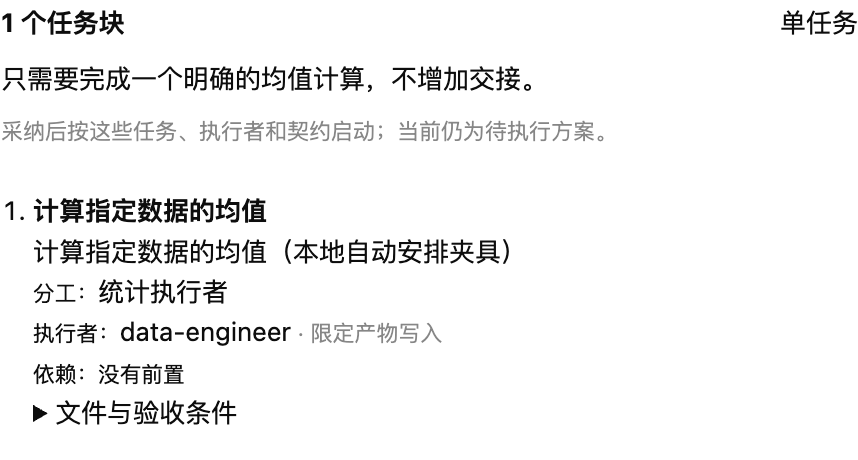 1 个任务块
单任务
只需要完成一个明确的均值计算，不增加交接。
采纳后按这些任务、执行者和契约启动；当前仍为待执行方案。
1. 计算指定数据的均值
计算指定数据的均值（本地自动安排夹具）
分工：统计执行者
执行者：data-engineer · 限定产物写入
依赖：没有前置
▶ 文件与验收条件